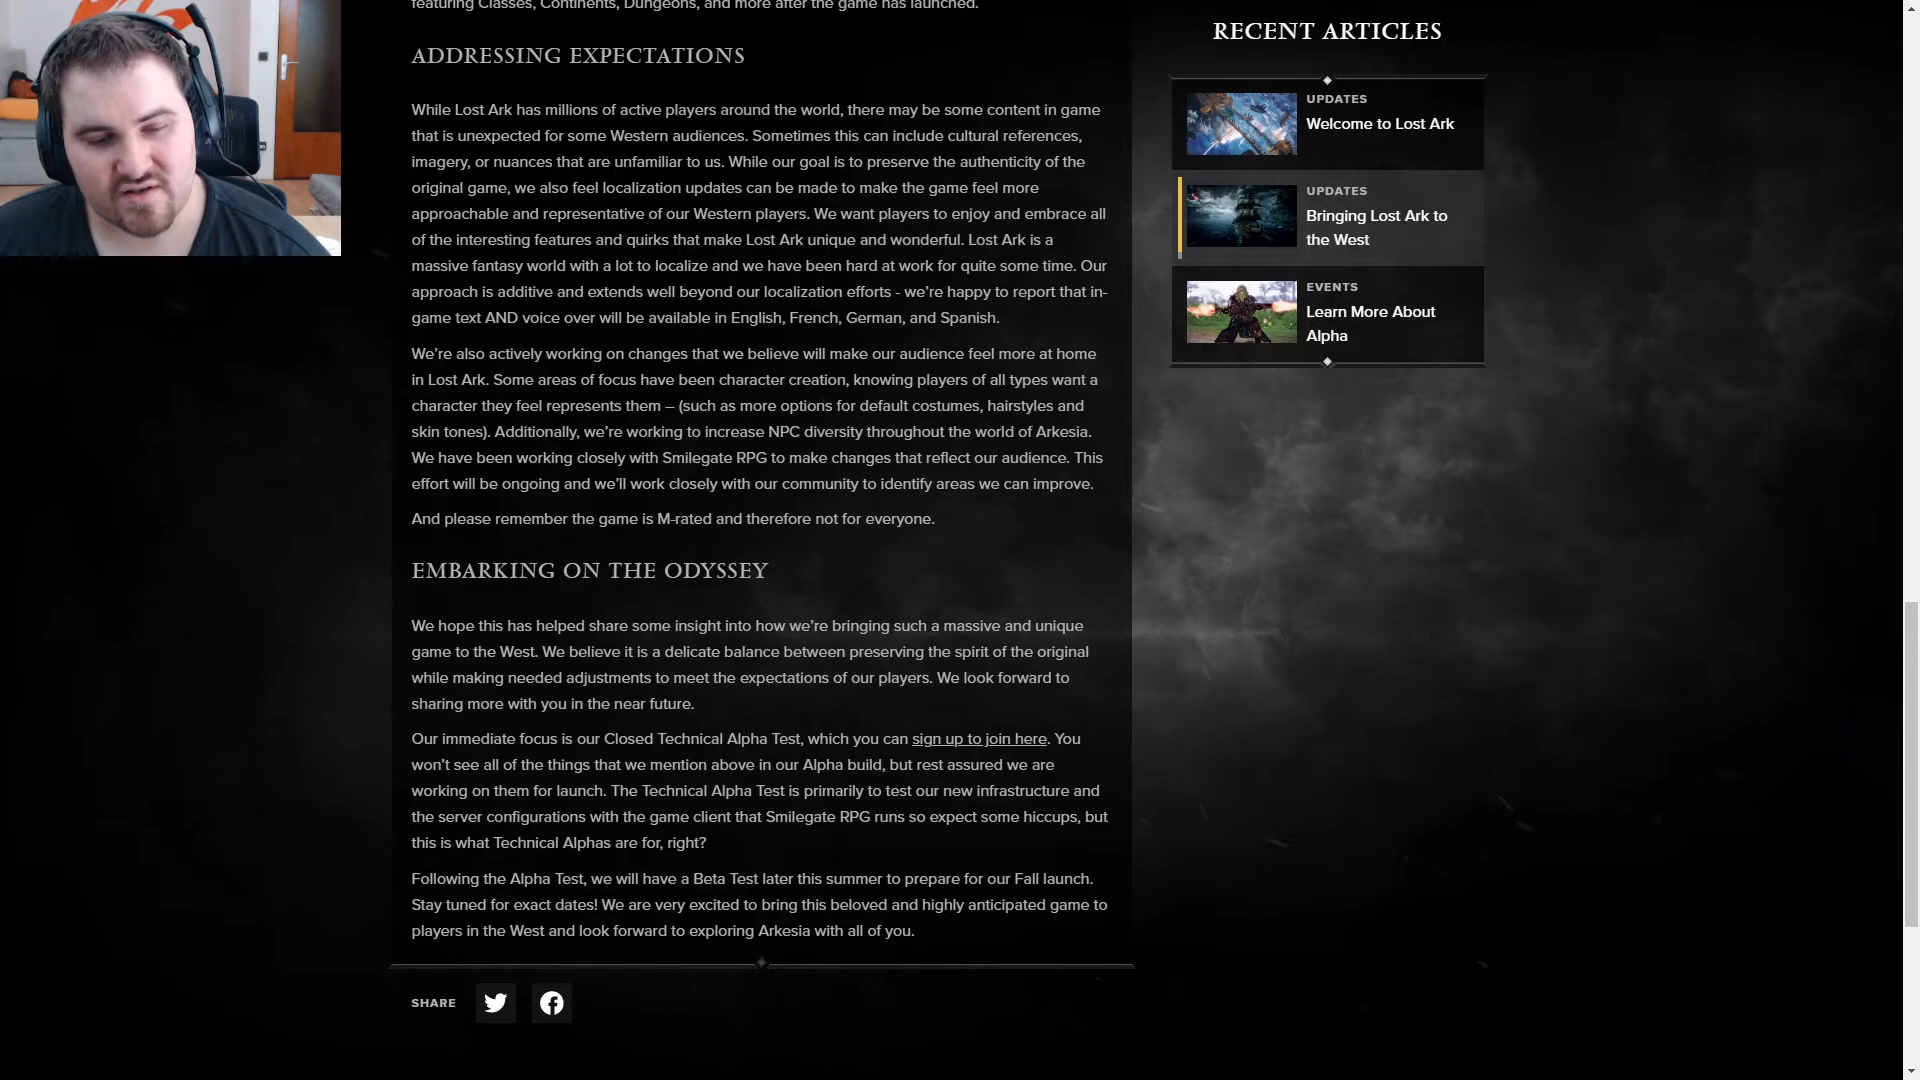 featuring Classes, Continents, Dungeons, and more after the game has launched.
ADDRESSING EXPECTATIONS
While Lost Ark has millions of active players around the world, there may be some content in game
that is unexpected for some Western audiences. Sometimes this can include cultural references,
imagery, or nuances that are unfamiliar to us. While our goal is to preserve the authenticity of the
original game, we also feel localization updates can be made to make the game feel more
approachable and representative of our Western players. We want players to enjoy and embrace all
of the interesting features and quirks that make Lost Ark unique and wonderful. Lost Ark is a
massive fantasy world with a lot to localize and we have been hard at work for quite some time. Our
approach is additive and extends well beyond our localization efforts - we’re happy to report that in-
game text AND voice over will be available in English, French, German, and Spanish.
We’re also actively working on changes that we believe will make our audience feel more at home
in Lost Ark. Some areas of focus have been character creation, knowing players of all types want a
character they feel represents them – (such as more options for default costumes, hairstyles and
skin tones). Additionally, we’re working to increase NPC diversity throughout the world of Arkesia.
We have been working closely with Smilegate RPG to make changes that reflect our audience. This
effort will be ongoing and we’ll work closely with our community to identify areas we can improve.
And please remember the game is M-rated and therefore not for everyone.
EMBARKING ON THE ODYSSEY
We hope this has helped share some insight into how we’re bringing such a massive and unique
game to the West. We believe it is a delicate balance between preserving the spirit of the original
while making needed adjustments to meet the expectations of our players. We look forward to
sharing more with you in the near future.
Our immediate focus is our Closed Technical Alpha Test, which you can sign up to join here. You
won’t see all of the things that we mention above in our Alpha build, but rest assured we are
working on them for launch. The Technical Alpha Test is primarily to test our new infrastructure and
the server configurations with the game client that Smilegate RPG runs so expect some hiccups, but
this is what Technical Alphas are for, right?
Following the Alpha Test, we will have a Beta Test later this summer to prepare for our Fall launch.
Stay tuned for exact dates! We are very excited to bring this beloved and highly anticipated game to
players in the West and look forward to exploring Arkesia with all of you.
SHARE
RECENT ARTICLES
UPDATES
Welcome to Lost Ark
UPDATES
Bringing Lost Ark to
the West
EVENTS
Learn More About
Alpha